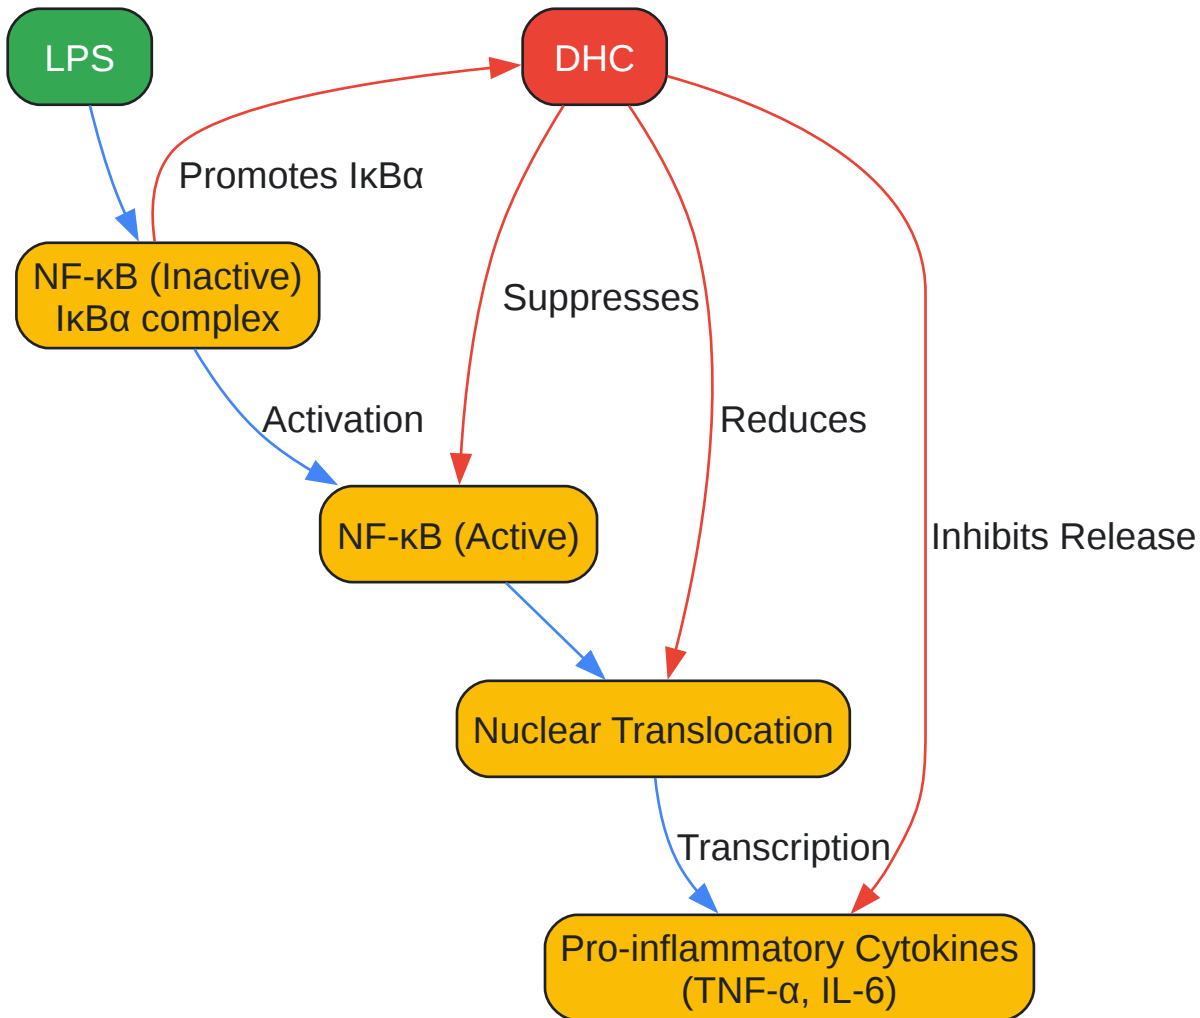 LPS
DHC
Promotes IκBα
NF-κB (Inactive)
IκBα complex
Suppresses
Activation
Reduces
NF-κB (Active)
Inhibits Release
Nuclear Translocation
Transcription
Pro-inflammatory Cytokines
(TNF-α, IL-6)